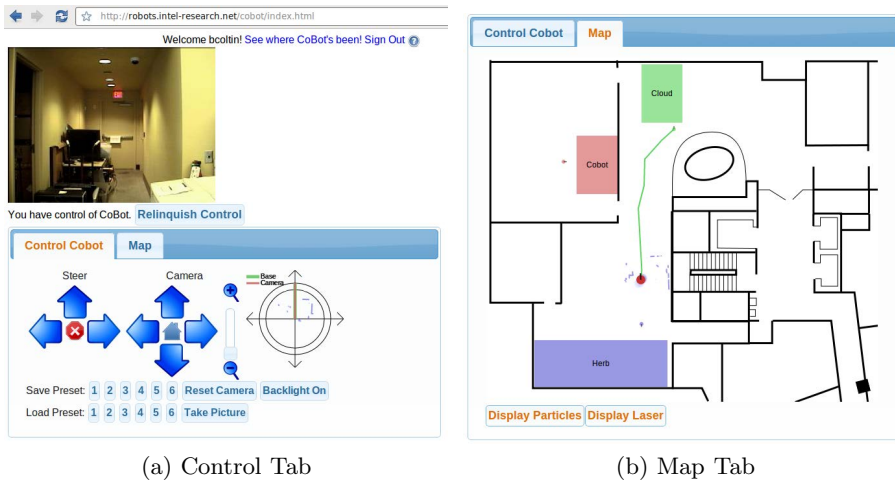 http://robots.intel-research.net/cobot/index.html
Welcome bcoltin! See where CoBot's been! Sign Out ?
EXIT
You have control of CoBot. Relinquish Control
Control Cobot Map
Steer Camera
Base
Camera
Save Preset: 1 2 3 4 5 6 Reset Camera Backlight On
Load Preset: 1 2 3 4 5 6 Take Picture
(a) Control Tab
Control Cobot Map
Cloud
Cobot
Herb
Display Particles Display Laser
(b) Map Tab